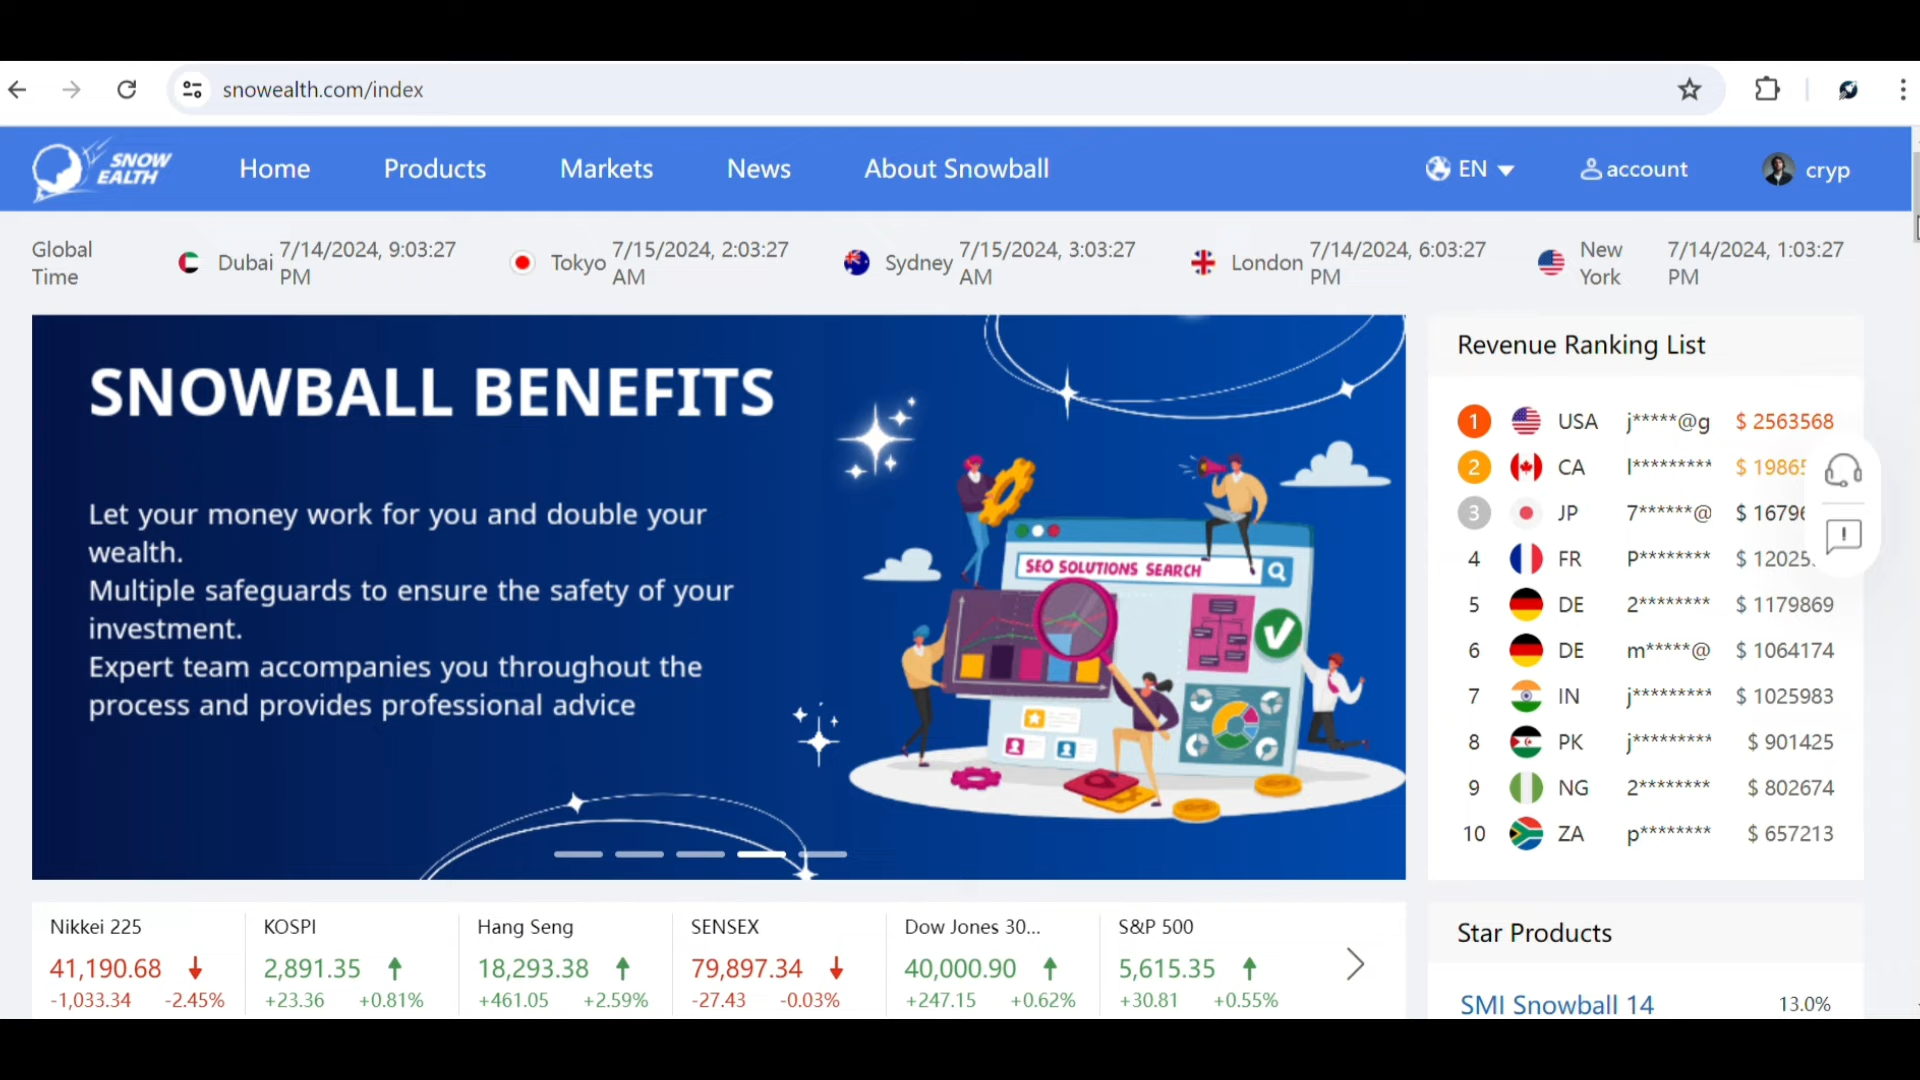 snowealth.com/index
SNOW
EALTH
Home
Products
Markets
News
About Snowball
EN
account
cryp
Global
Time
Dubai
7/14/2024, 9:03:27
PM
Tokyo
7/15/2024, 2:03:27
AM
Sydney
7/15/2024, 3:03:27
AM
London
7/14/2024, 6:03:27
PM
New
York
7/14/2024, 1:03:27
PM
SNOWBALL BENEFITS
Let your money work for you and double your
wealth.
Multiple safeguards to ensure the safety of your
investment.
Expert team accompanies you throughout the
process and provides professional advice
SEO SOLUTIONS SEARCH
Revenue Ranking List
1 USA j*****@g $ 2563568
2 CA l********* $ 19865
3 JP 7******@ $ 16796
4 FR P******** $ 12025
5 DE 2******** $ 1179869
6 DE m*****@ $ 1064174
7 IN j********* $ 1025983
8 PK j********* $ 901425
9 NG 2******** $ 802674
10 ZA p******** $ 657213
Nikkei 225
41,190.68
-1,033.34 -2.45%
KOSPI
2,891.35
+23.36 +0.81%
Hang Seng
18,293.38
+461.05 +2.59%
SENSEX
79,897.34
-27.43 -0.03%
Dow Jones 30...
40,000.90
+247.15 +0.62%
S&P 500
5,615.35
+30.81 +0.55%
Star Products
SMI Snowball 14 13.0%